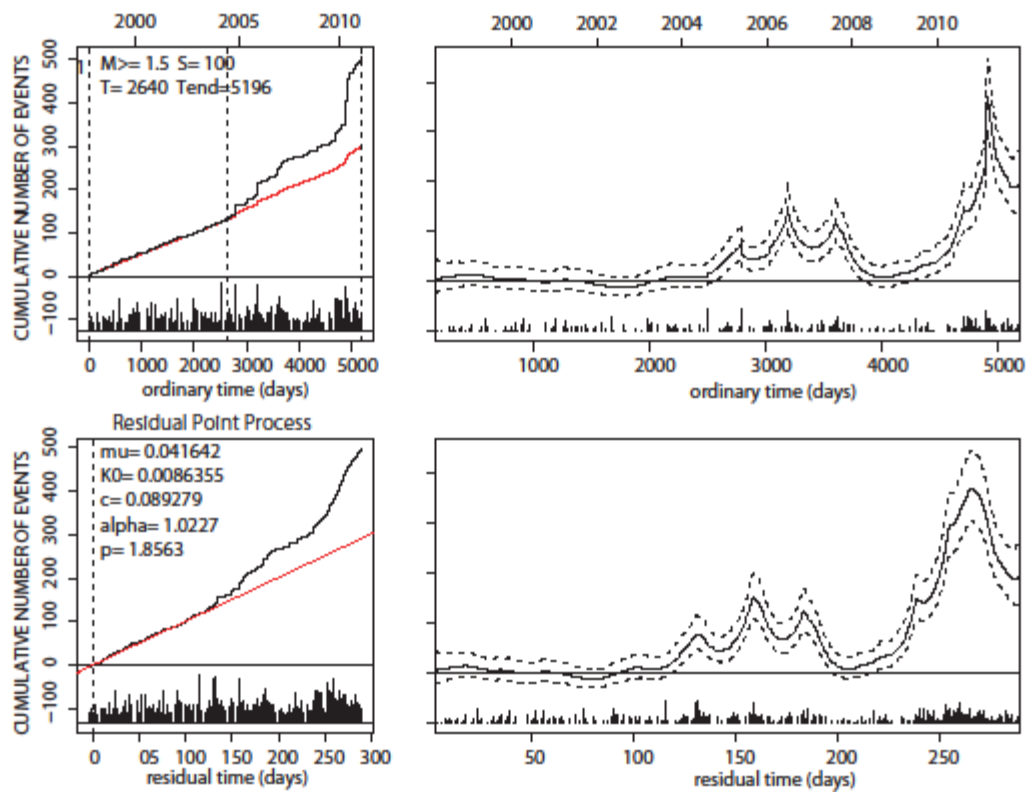 2000 2005 2010
2000 2002 2004 2006 2008 2010
CUMULATIVE NUMBER OF EVENTS
500
400
300
200
100
0
-100
M>= 1.5 S= 100
T= 2640 Tend=5196
0 1000 2000 3000 4000 5000
ordinary time (days)
1000 2000 3000 4000 5000
ordinary time (days)
Residual Point Process
CUMULATIVE NUMBER OF EVENTS
500
400
300
200
100
0
-100
mu= 0.041642
K0= 0.0086355
c= 0.089279
alpha= 1.0227
p= 1.8563
0 05 150 200 250 300
residual time (days)
50 100 150 200 250
residual time (days)